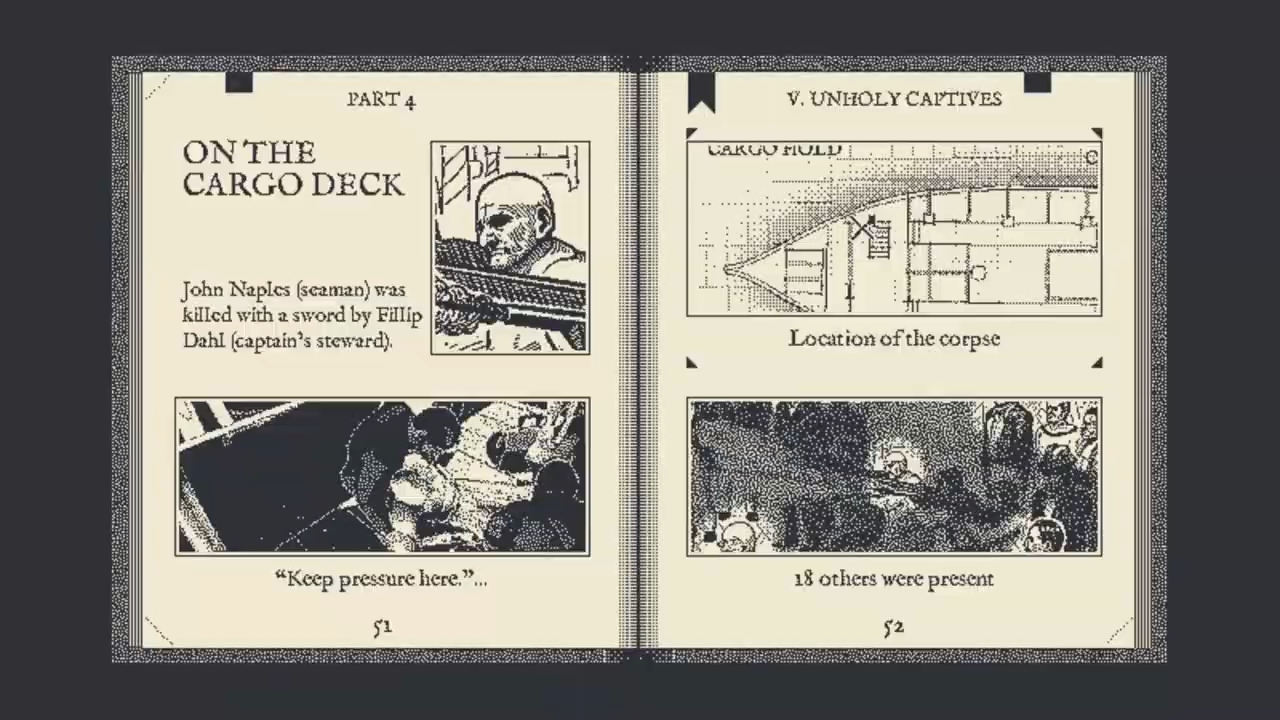 PART 4
ON THE
CARGO DECK
John Naples (seaman) was
killed with a sword by Fillip
Dahl (captain's steward).
“Keep pressure here.”...
51
V. UNHOLY CAPTIVES
CARGO HOLD
Location of the corpse
18 others were present
52